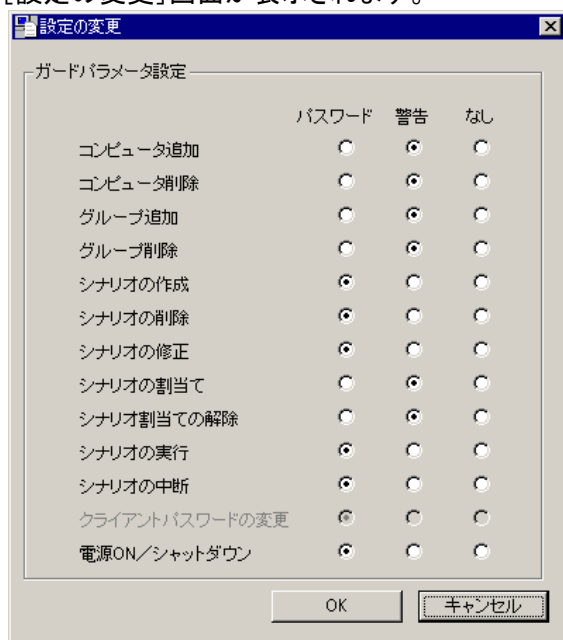 [設定の変更]画面が表示されます。
設定の変更
ガードパラメータ設定
パスワード 警告 なし
コンピュータ追加
コンピュータ削除
グループ追加
グループ削除
シナリオの作成
シナリオの削除
シナリオの修正
シナリオの割当て
シナリオ割当ての解除
シナリオの実行
シナリオの中断
クライアントパスワードの変更
電源ON／シャットダウン
OK キャンセル